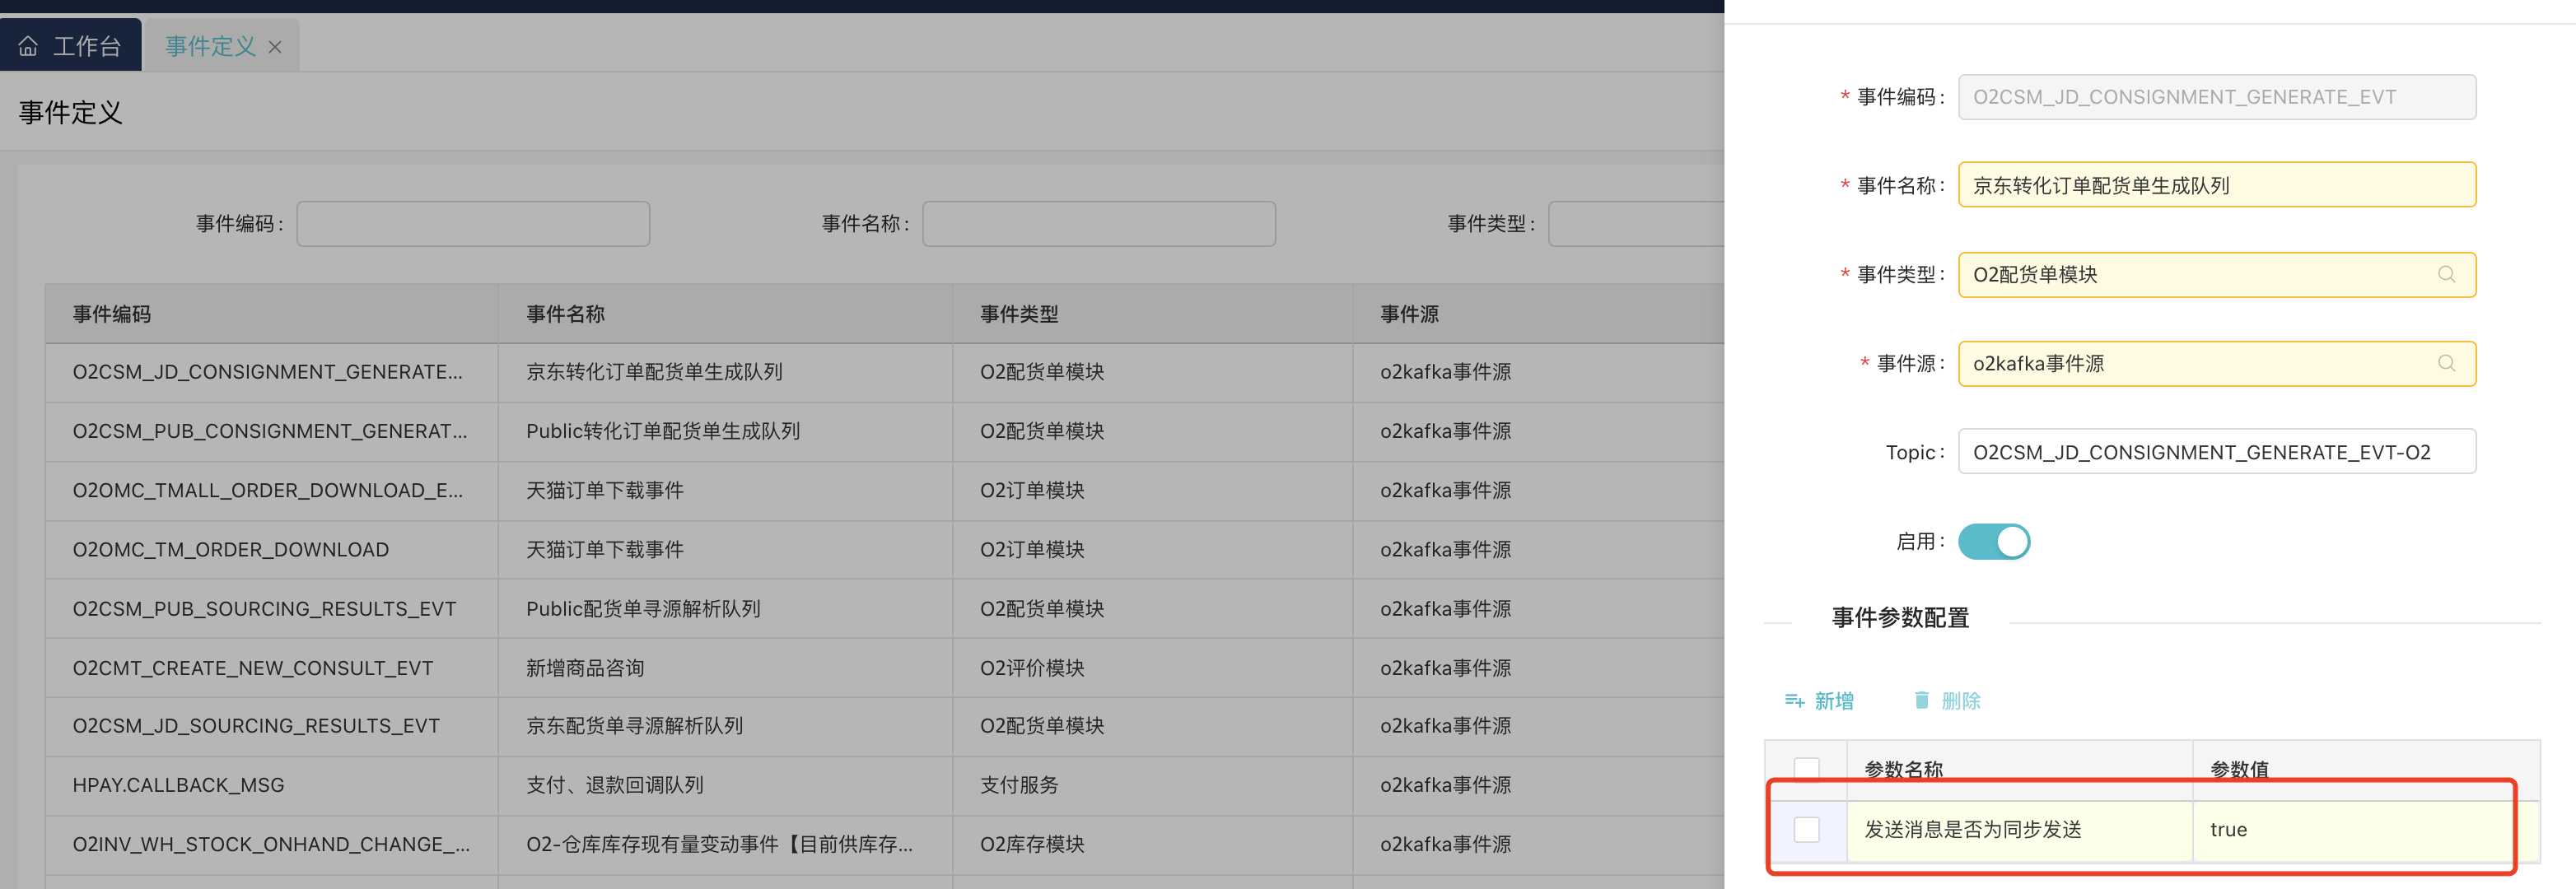 工作台
事件定义
事件定义
事件编码:
事件名称:
事件类型:
事件编码 事件名称 事件类型 事件源
O2CSM_JD_CONSIGNMENT_GENERATE... 京东转化订单配货单生成队列 O2配货单模块 o2kafka事件源
O2CSM_PUB_CONSIGNMENT_GENERAT... Public转化订单配货单生成队列 O2配货单模块 o2kafka事件源
O2OMC_TMALL_ORDER_DOWNLOAD_E... 天猫订单下载事件 O2订单模块 o2kafka事件源
O2OMC_TM_ORDER_DOWNLOAD 天猫订单下载事件 O2订单模块 o2kafka事件源
O2CSM_PUB_SOURCING_RESULTS_EVT Public配货单寻源解析队列 O2配货单模块 o2kafka事件源
O2CMT_CREATE_NEW_CONSULT_EVT 新增商品咨询 O2评价模块 o2kafka事件源
O2CSM_JD_SOURCING_RESULTS_EVT 京东配货单寻源解析队列 O2配货单模块 o2kafka事件源
HPAY.CALLBACK_MSG 支付、退款回调队列 支付服务 o2kafka事件源
O2INV_WH_STOCK_ONHAND_CHANGE_... O2-仓库库存现有量变动事件【目前供库存... O2库存模块 o2kafka事件源
* 事件编码: O2CSM_JD_CONSIGNMENT_GENERATE_EVT
* 事件名称: 京东转化订单配货单生成队列
* 事件类型: O2配货单模块
* 事件源: o2kafka事件源
Topic: O2CSM_JD_CONSIGNMENT_GENERATE_EVT-O2
启用:
事件参数配置
新增 删除
参数名称 参数值
发送消息是否为同步发送 true